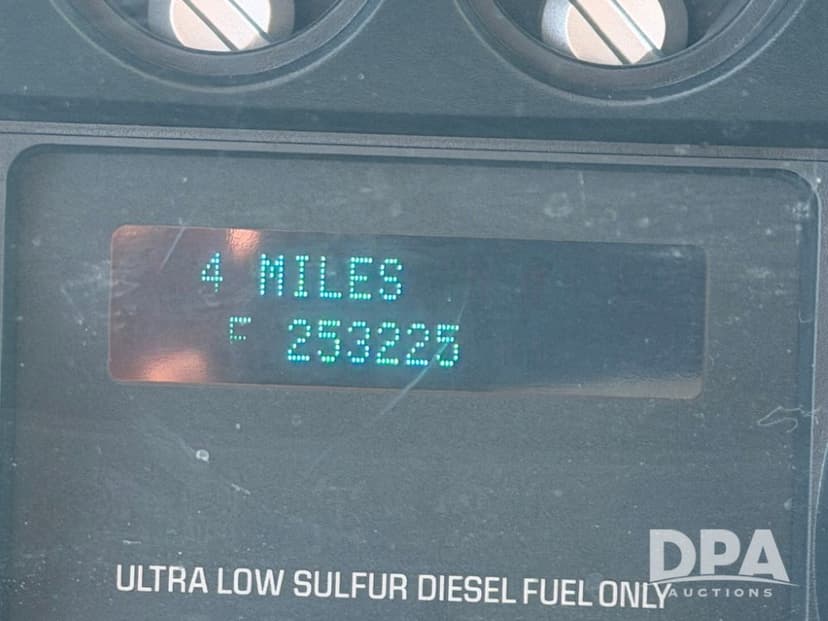 4 MILES
253225
ULTRA LOW SULFUR DIESEL FUEL ONLY
DPA
AUCTIONS